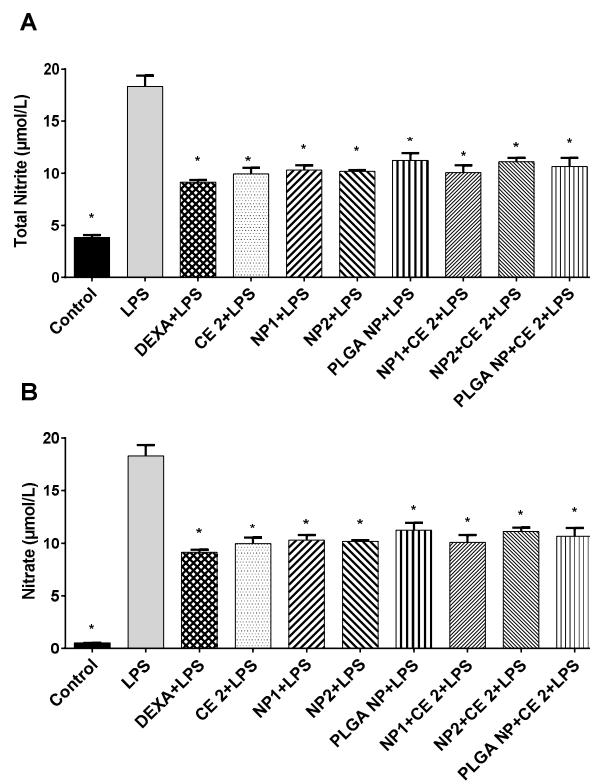 A
Total Nitrite (µmol/L)
20
15
10
5
0
*
*
*
*
*
*
*
*
*
Control
LPS
DEXA+LPS
CE 2+LPS
NP1+LPS
NP2+LPS
PLGA NP+LPS
NP1+CE 2+LPS
NP2+CE 2+LPS
PLGA NP+CE 2+LPS
B
Nitrate (µmol/L)
20
15
10
5
0
*
*
*
*
*
*
*
*
*
Control
LPS
DEXA+LPS
CE 2+LPS
NP1+LPS
NP2+LPS
PLGA NP+LPS
NP1+CE 2+LPS
NP2+CE 2+LPS
PLGA NP+CE 2+LPS